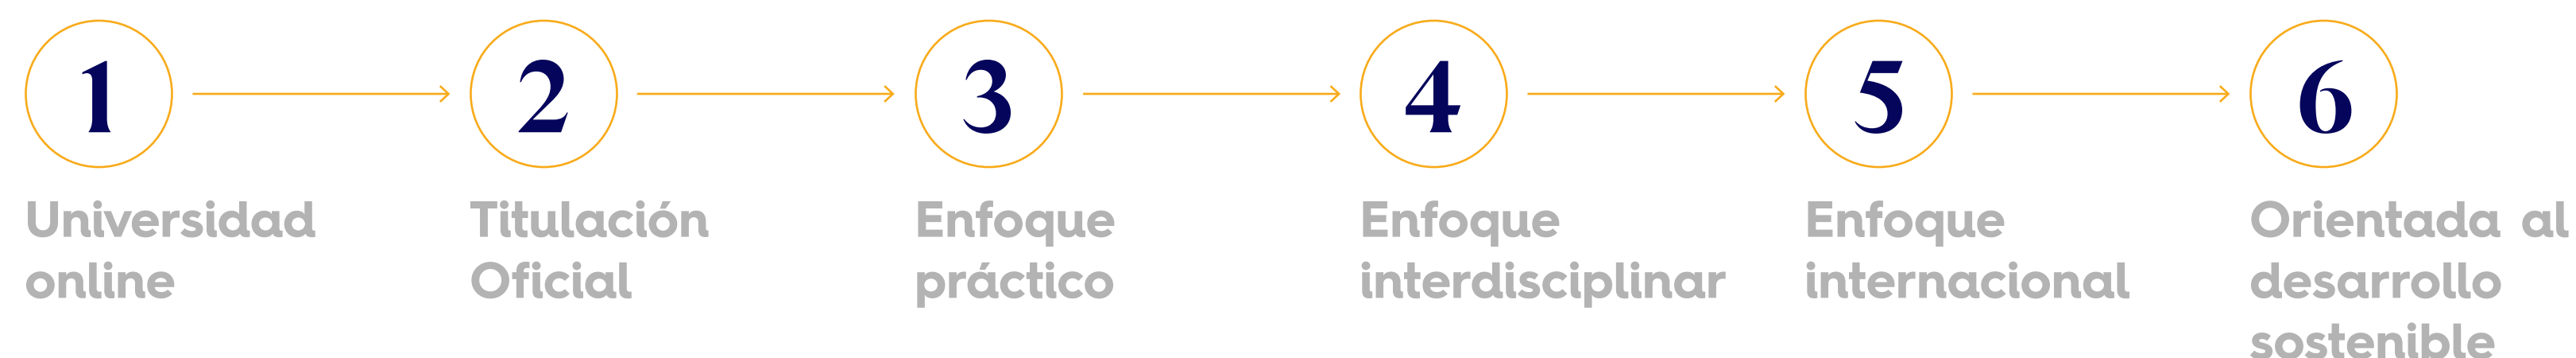 1
Universidad
online
2
Titulación
Oficial
3
Enfoque
práctico
4
Enfoque
interdisciplinar
5
Enfoque
internacional
6
Orientada al
desarrollo
sostenible